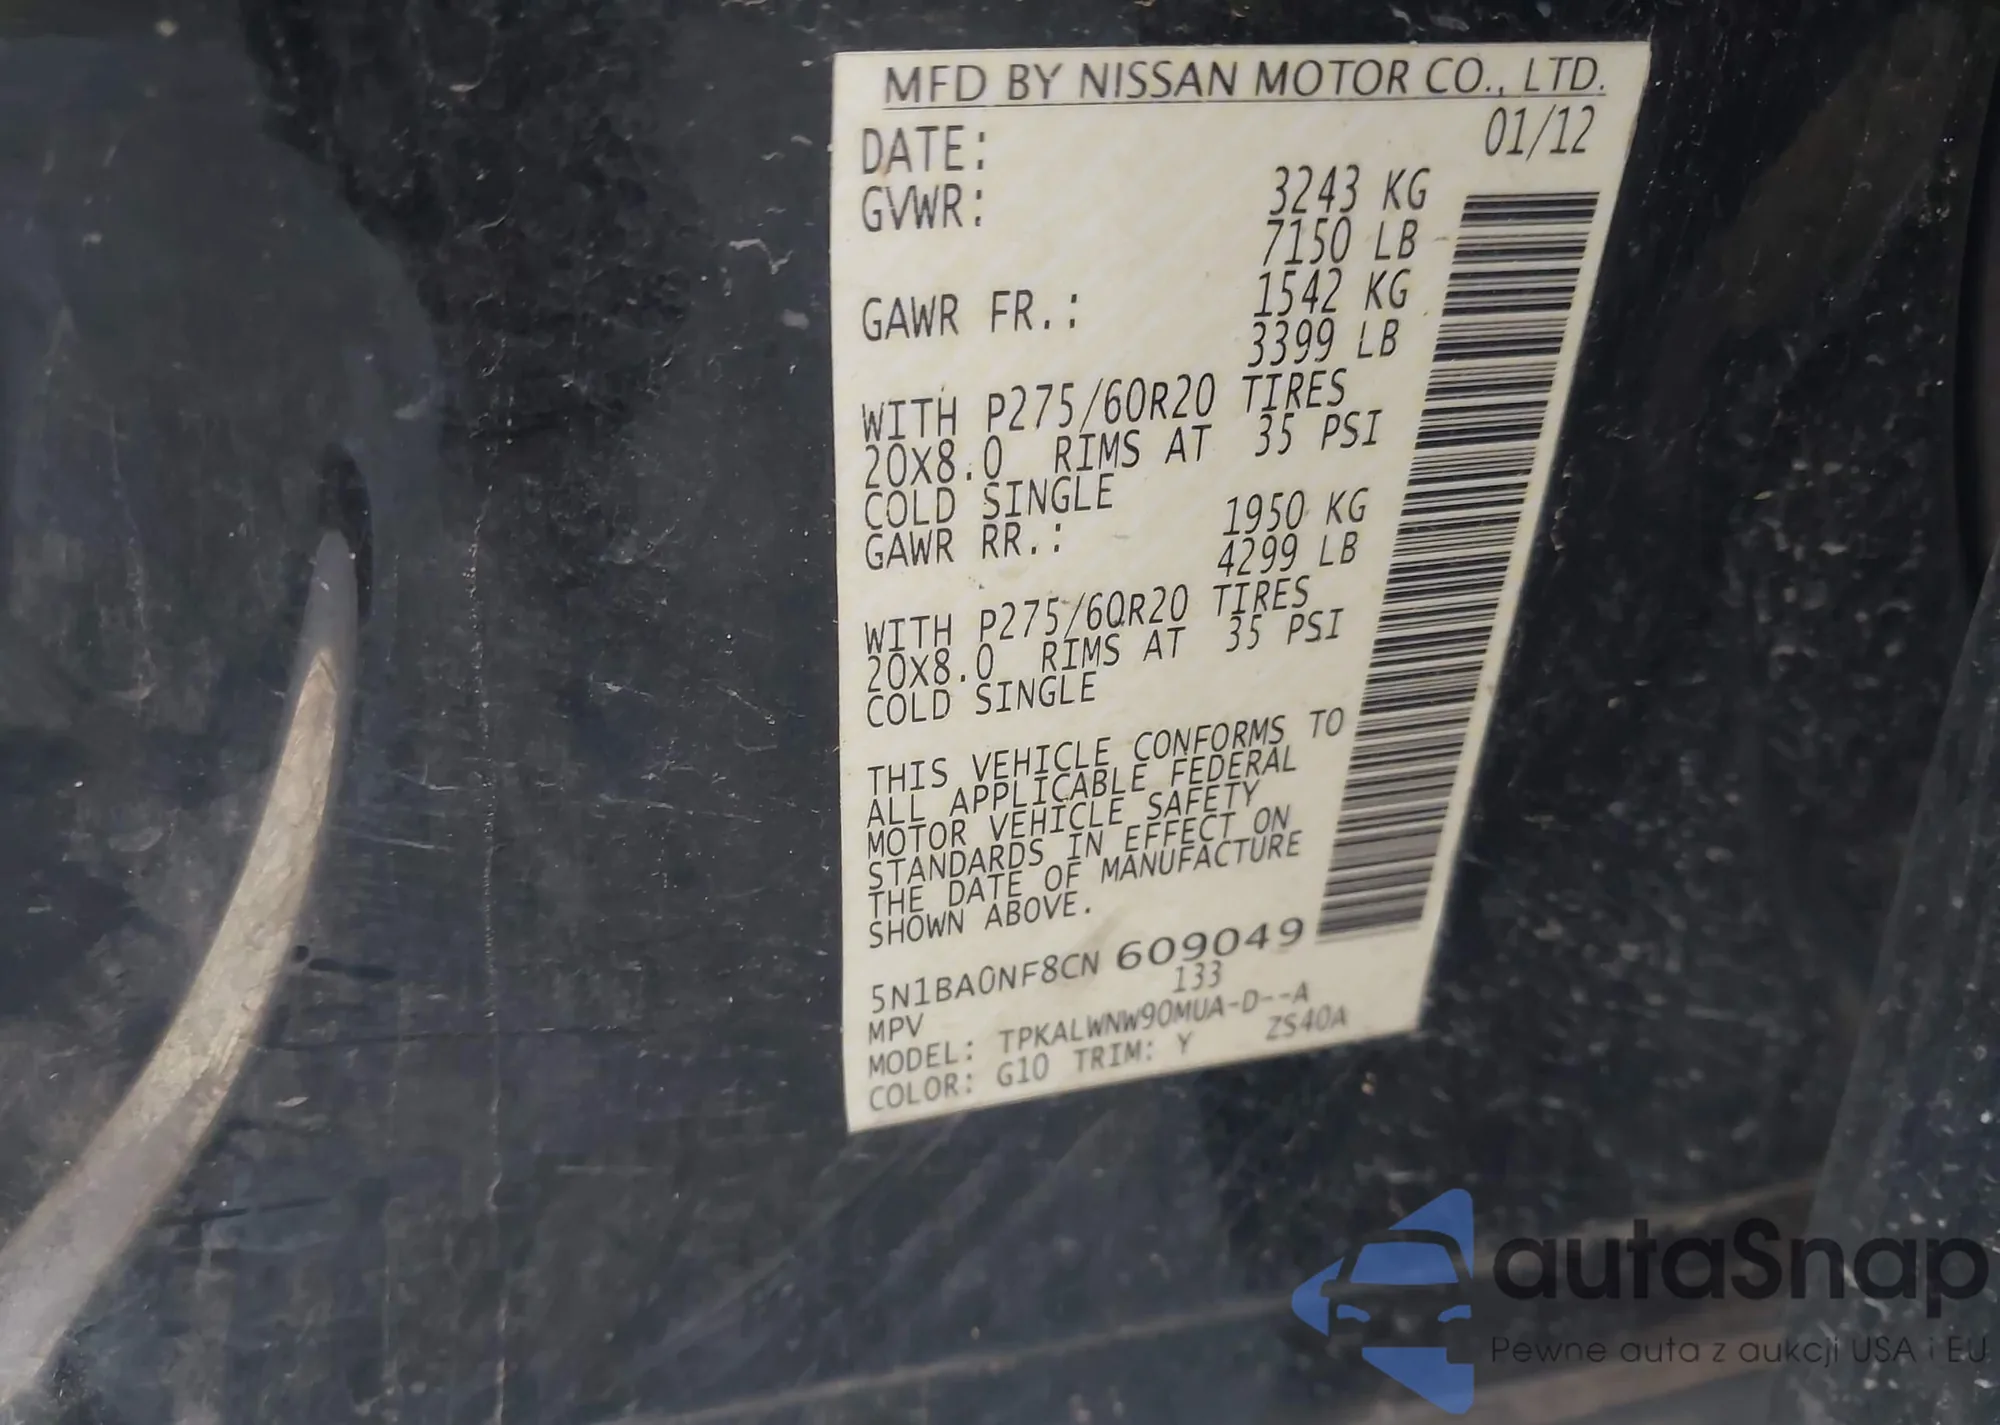 MFD BY NISSAN MOTOR CO., LTD.
DATE: 01/12
GVWR: 3243 KG
7150 LB
GAWR FR.: 1542 KG
3399 LB
WITH P275/60R20 TIRES
20X8.0 RIMS AT 35 PSI
COLD SINGLE
GAWR RR.: 1950 KG
4299 LB
WITH P275/60R20 TIRES
20X8.0 RIMS AT 35 PSI
COLD SINGLE
THIS VEHICLE CONFORMS TO
ALL APPLICABLE FEDERAL
MOTOR VEHICLE SAFETY
STANDARDS IN EFFECT ON
THE DATE OF MANUFACTURE
SHOWN ABOVE.
5N1BA0NF8CN 609049
MPV 133
MODEL: TPKALWNW90MUA-D--A
COLOR: G10 TRIM: Y ZS40A
autaSnap
Pewne auta z aukcji USA i EU